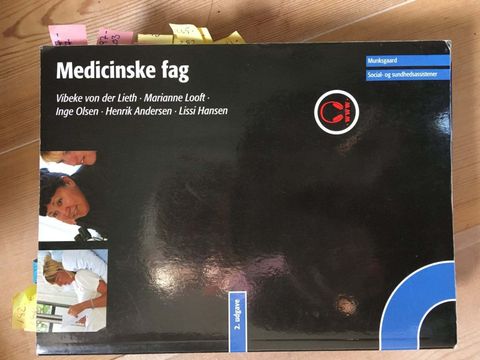 Medicinske fag
Vibeke von der Lieth · Marianne Looft ·
Inge Olsen · Henrik Andersen · Lissi Hansen
Munksgaard
Social- og sundhedsassistener
2. udgave